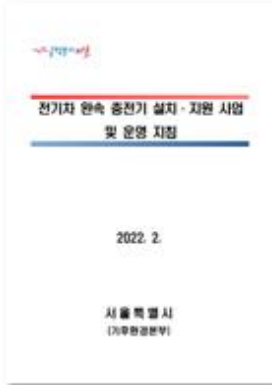 전기차 완속 충전기 설치 · 지원 사업
및 운영 지침
2022. 2.
서울특별시
(기후환경본부)